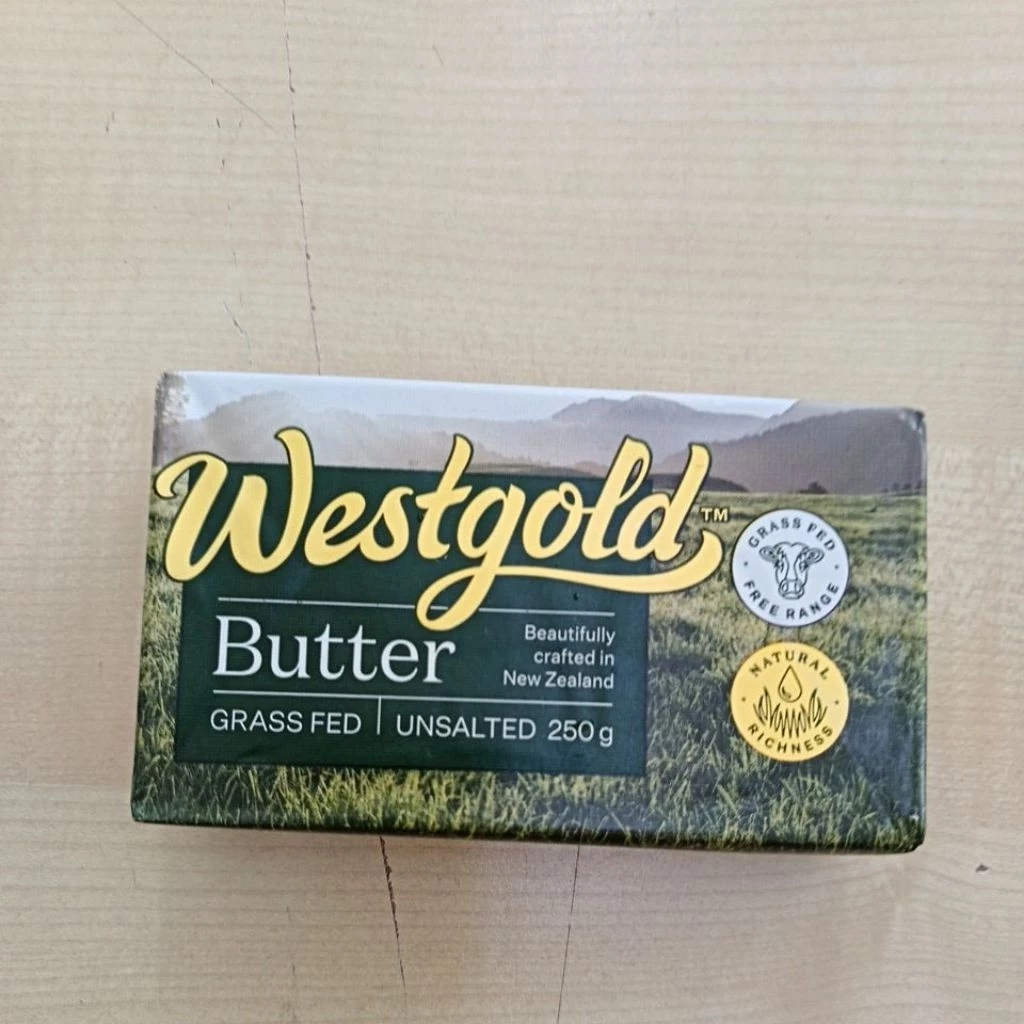 Westgold™
Butter
Beautifully
crafted in
New Zealand
GRASS FED | UNSALTED 250 g
GRASS FED
FREE RANGE
NATURAL
RICHNESS